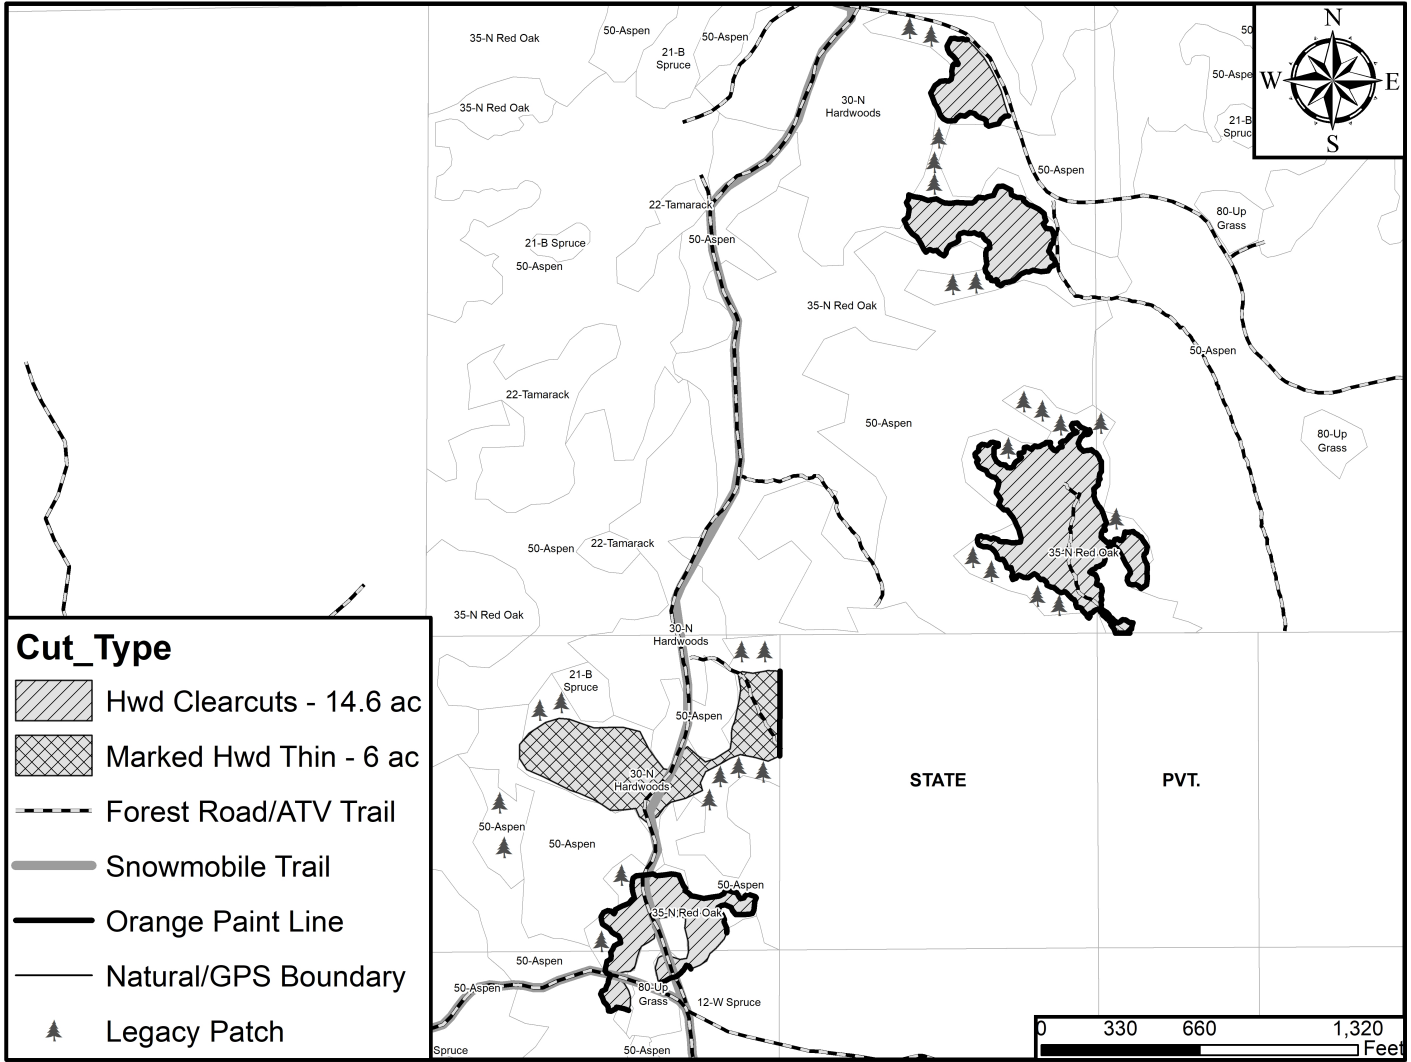 35-N Red Oak
50-Aspen
21-B
Spruce
50-Aspen
50
N
W
E
S
50-Aspe
21-B
Spruc
35-N Red Oak
30-N
Hardwoods
50-Aspen
22-Tamarack
80-Up
Grass
21-B Spruce
50-Aspen
50-Aspen
35-N Red Oak
50-Aspen
22-Tamarack
50-Aspen
80-Up
Grass
50-Aspen
22-Tamarack
35-N Red Oak
35-N Red Oak
30-N
Hardwoods
21-B
Spruce
50-Aspen
30-N
Hardwoods
STATE
PVT.
50-Aspen
50-Aspen
50-Aspen
35-N Red Oak
50-Aspen
50-Aspen
80-Up
Grass
12-W Spruce
Spruce
50-Aspen
Cut_Type
Hwd Clearcuts - 14.6 ac
Marked Hwd Thin - 6 ac
Forest Road/ATV Trail
Snowmobile Trail
Orange Paint Line
Natural/GPS Boundary
Legacy Patch
0 330 660 1,320
Feet